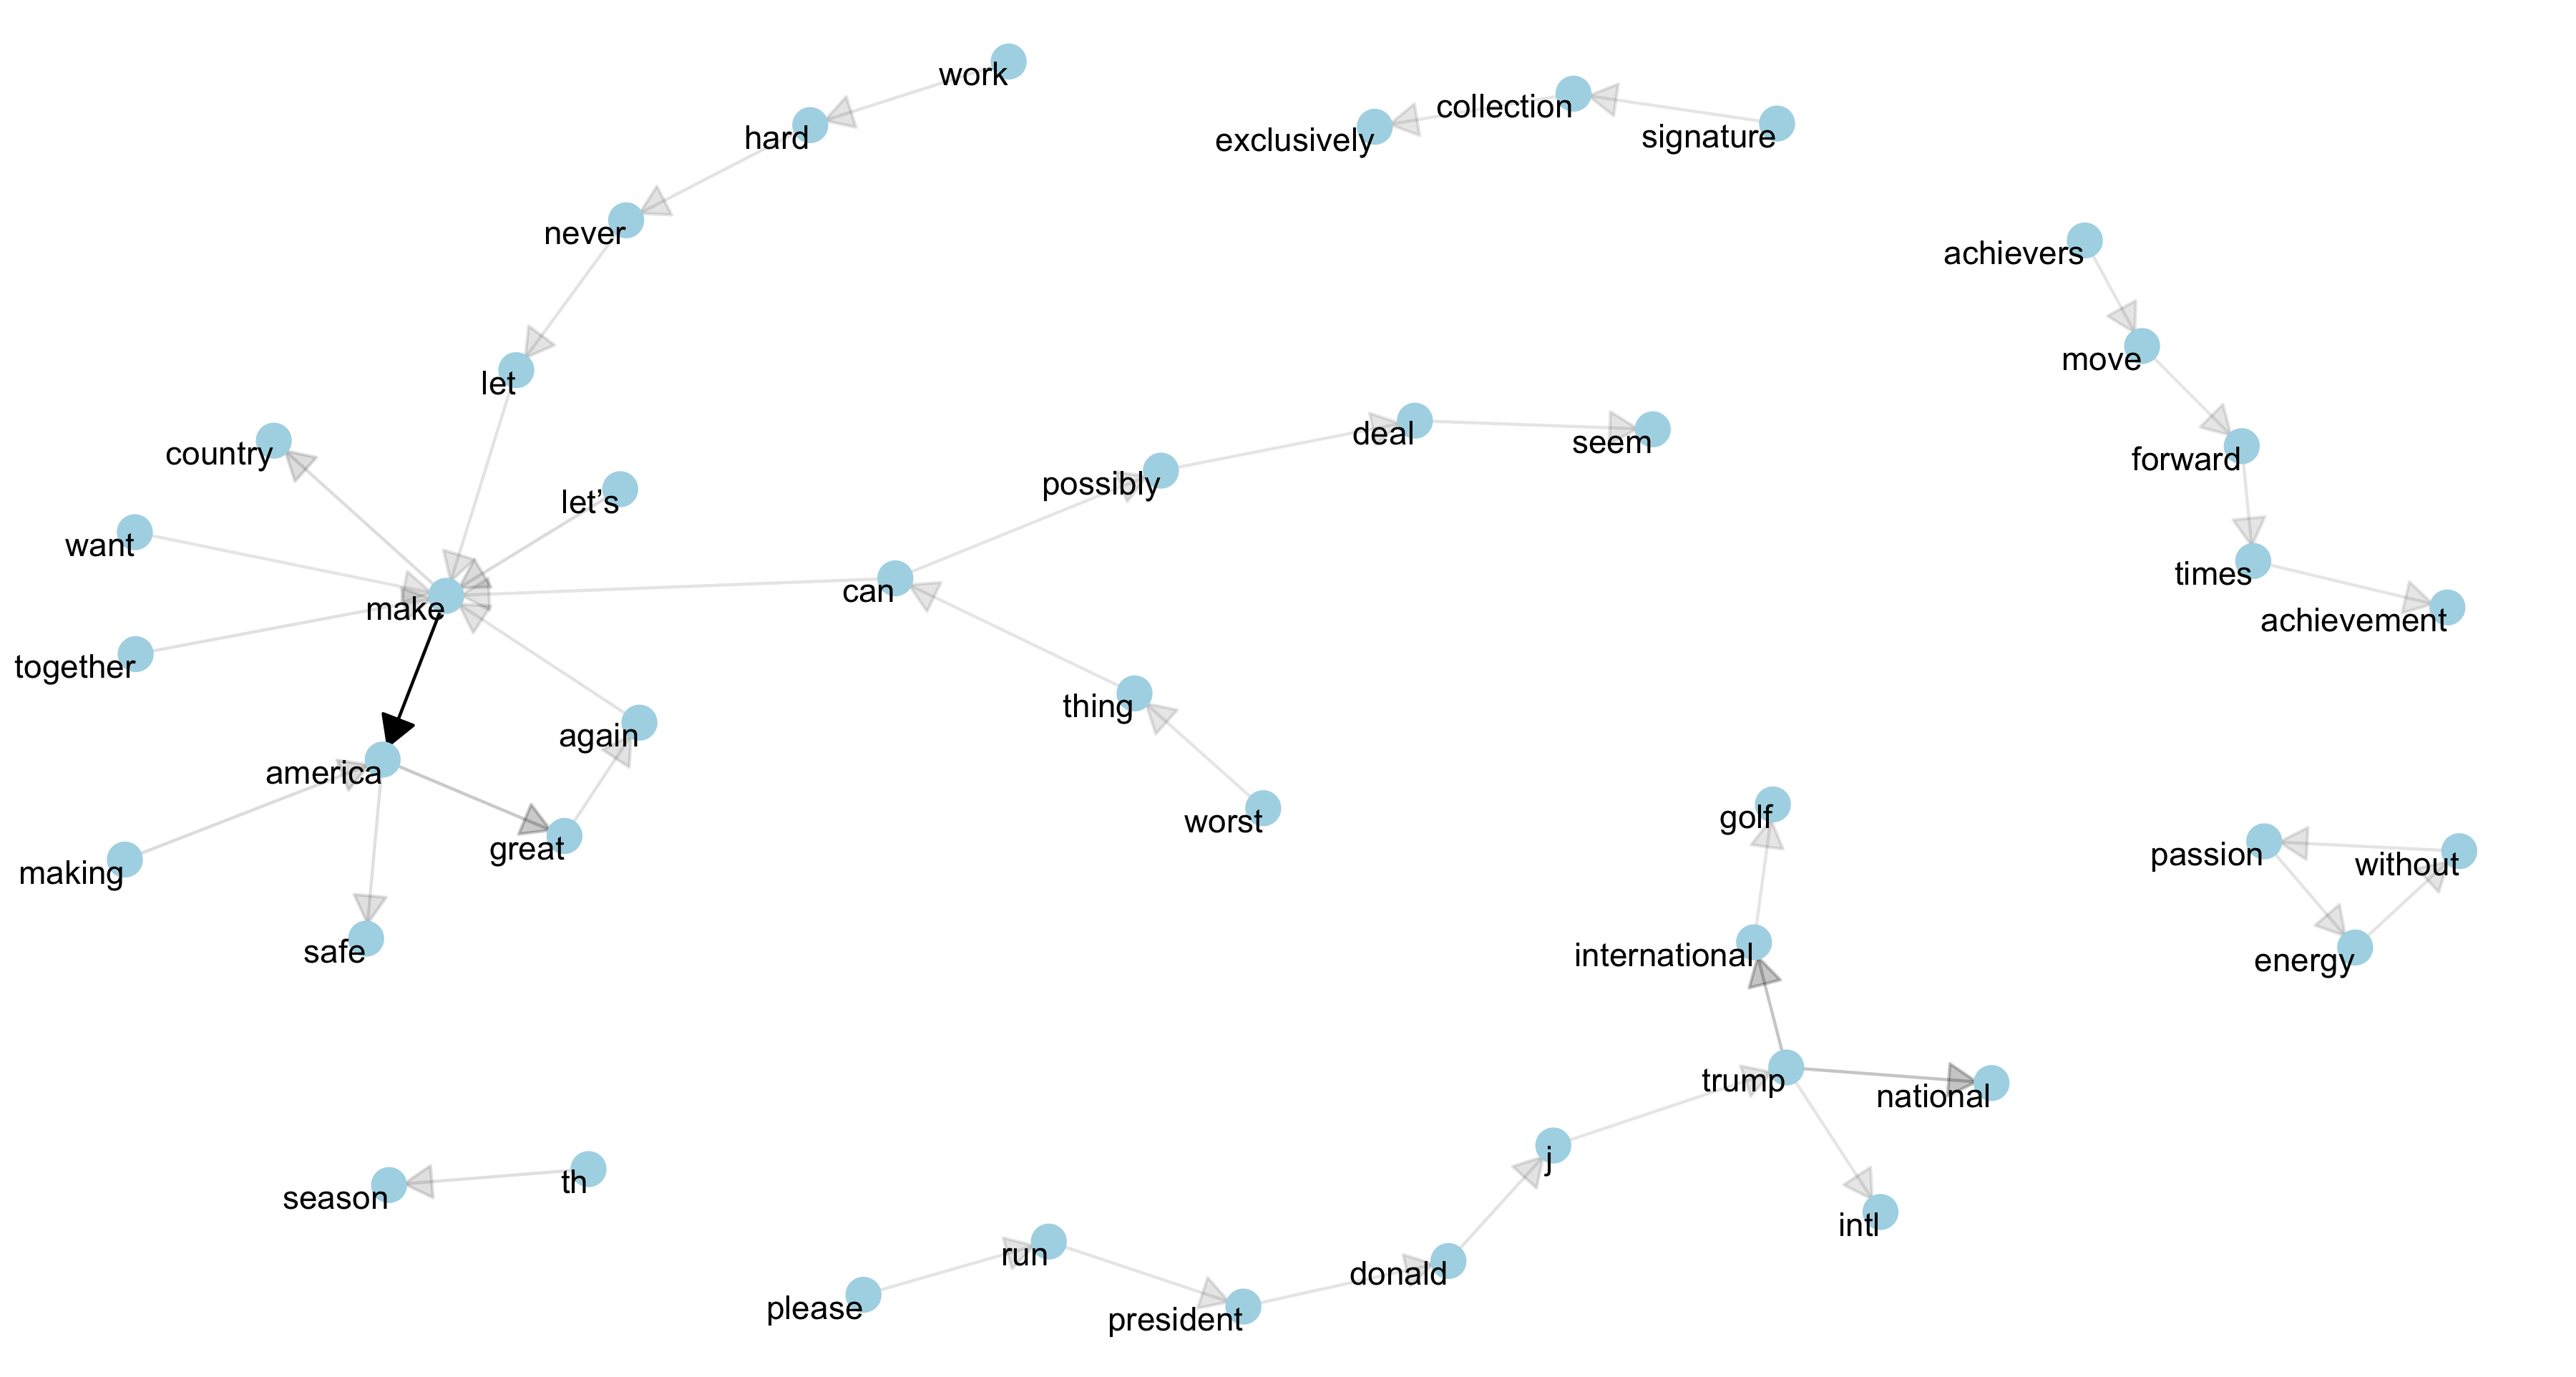 work
collection
hard
signature
exclusively
never
achievers
move
let
deal
seem
country
forward
possibly
let’s
want
times
can
make
achievement
together
thing
again
america
golf
worst
great
passion
without
making
safe
international
energy
trump
national
j
th
season
intl
run
donald
please
president